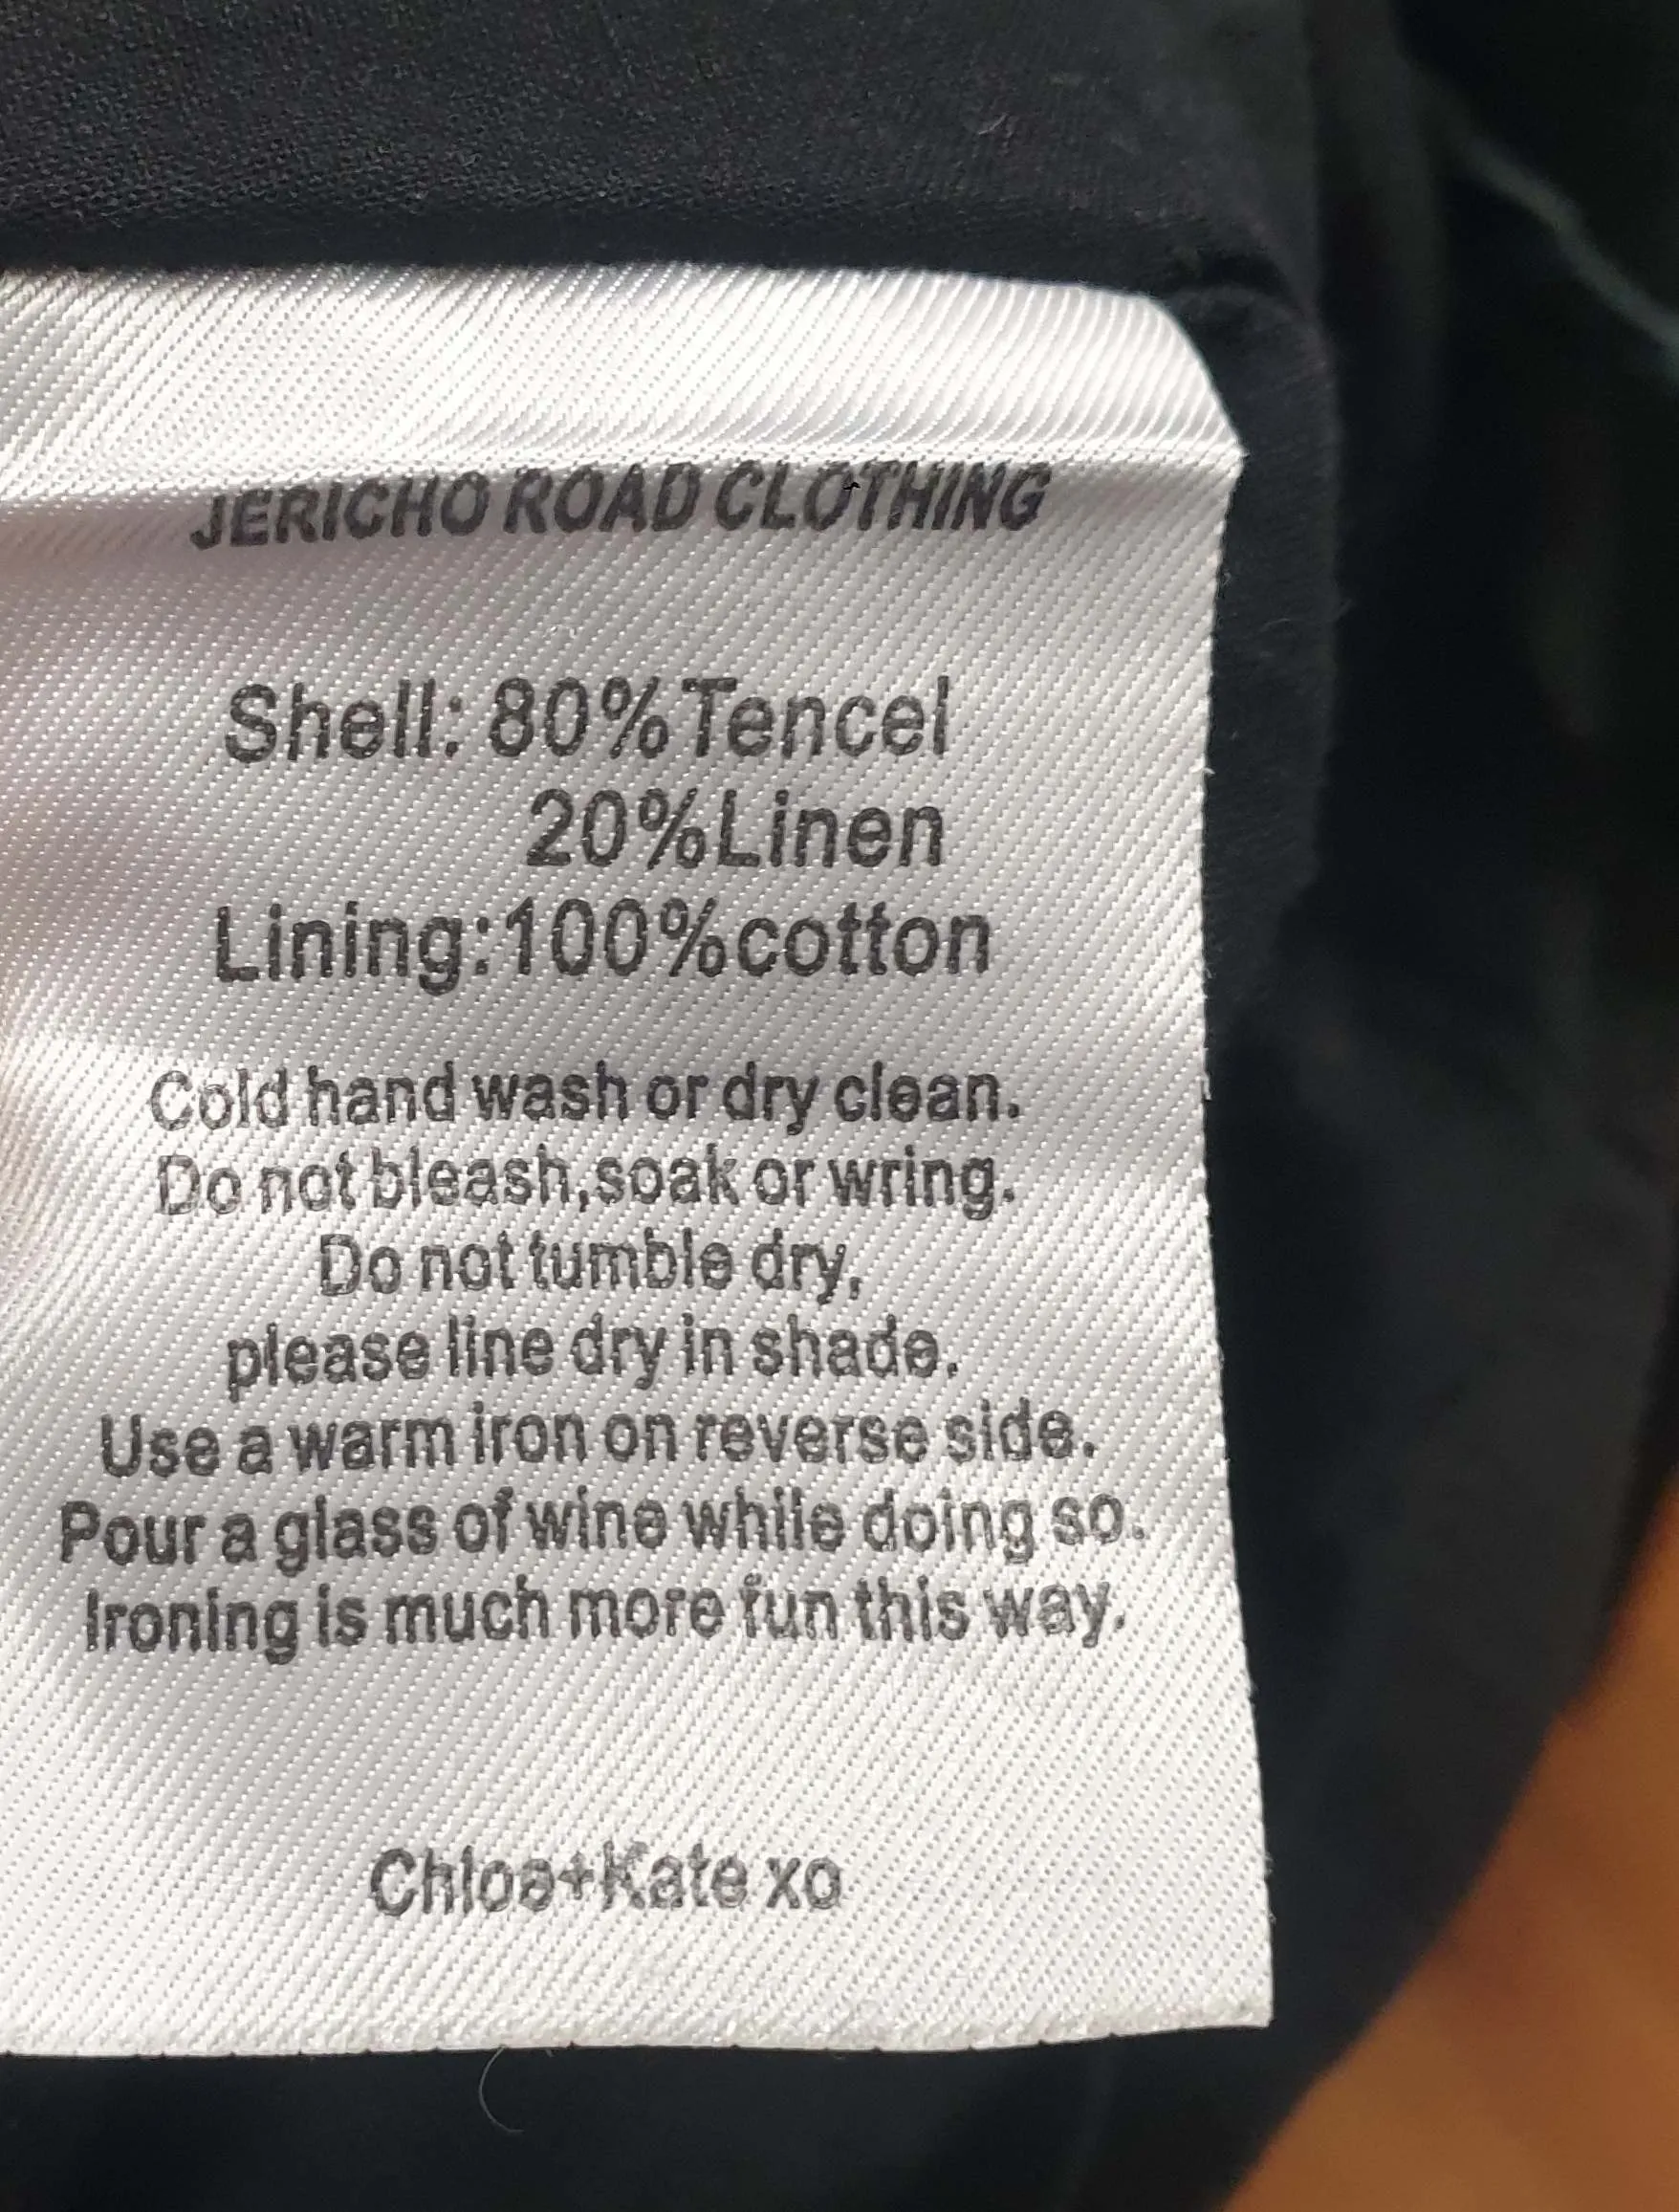 JERICHO ROAD CLOTHING
Shell: 80%Tencel
20%Linen
Lining:100%cotton
Cold hand wash or dry clean.
Do not bleash,soak or wring.
Do not tumble dry,
please line dry in shade.
Use a warm iron on reverse side.
Pour a glass of wine while doing so.
Ironing is much more fun this way.
Chloe+Kate xo